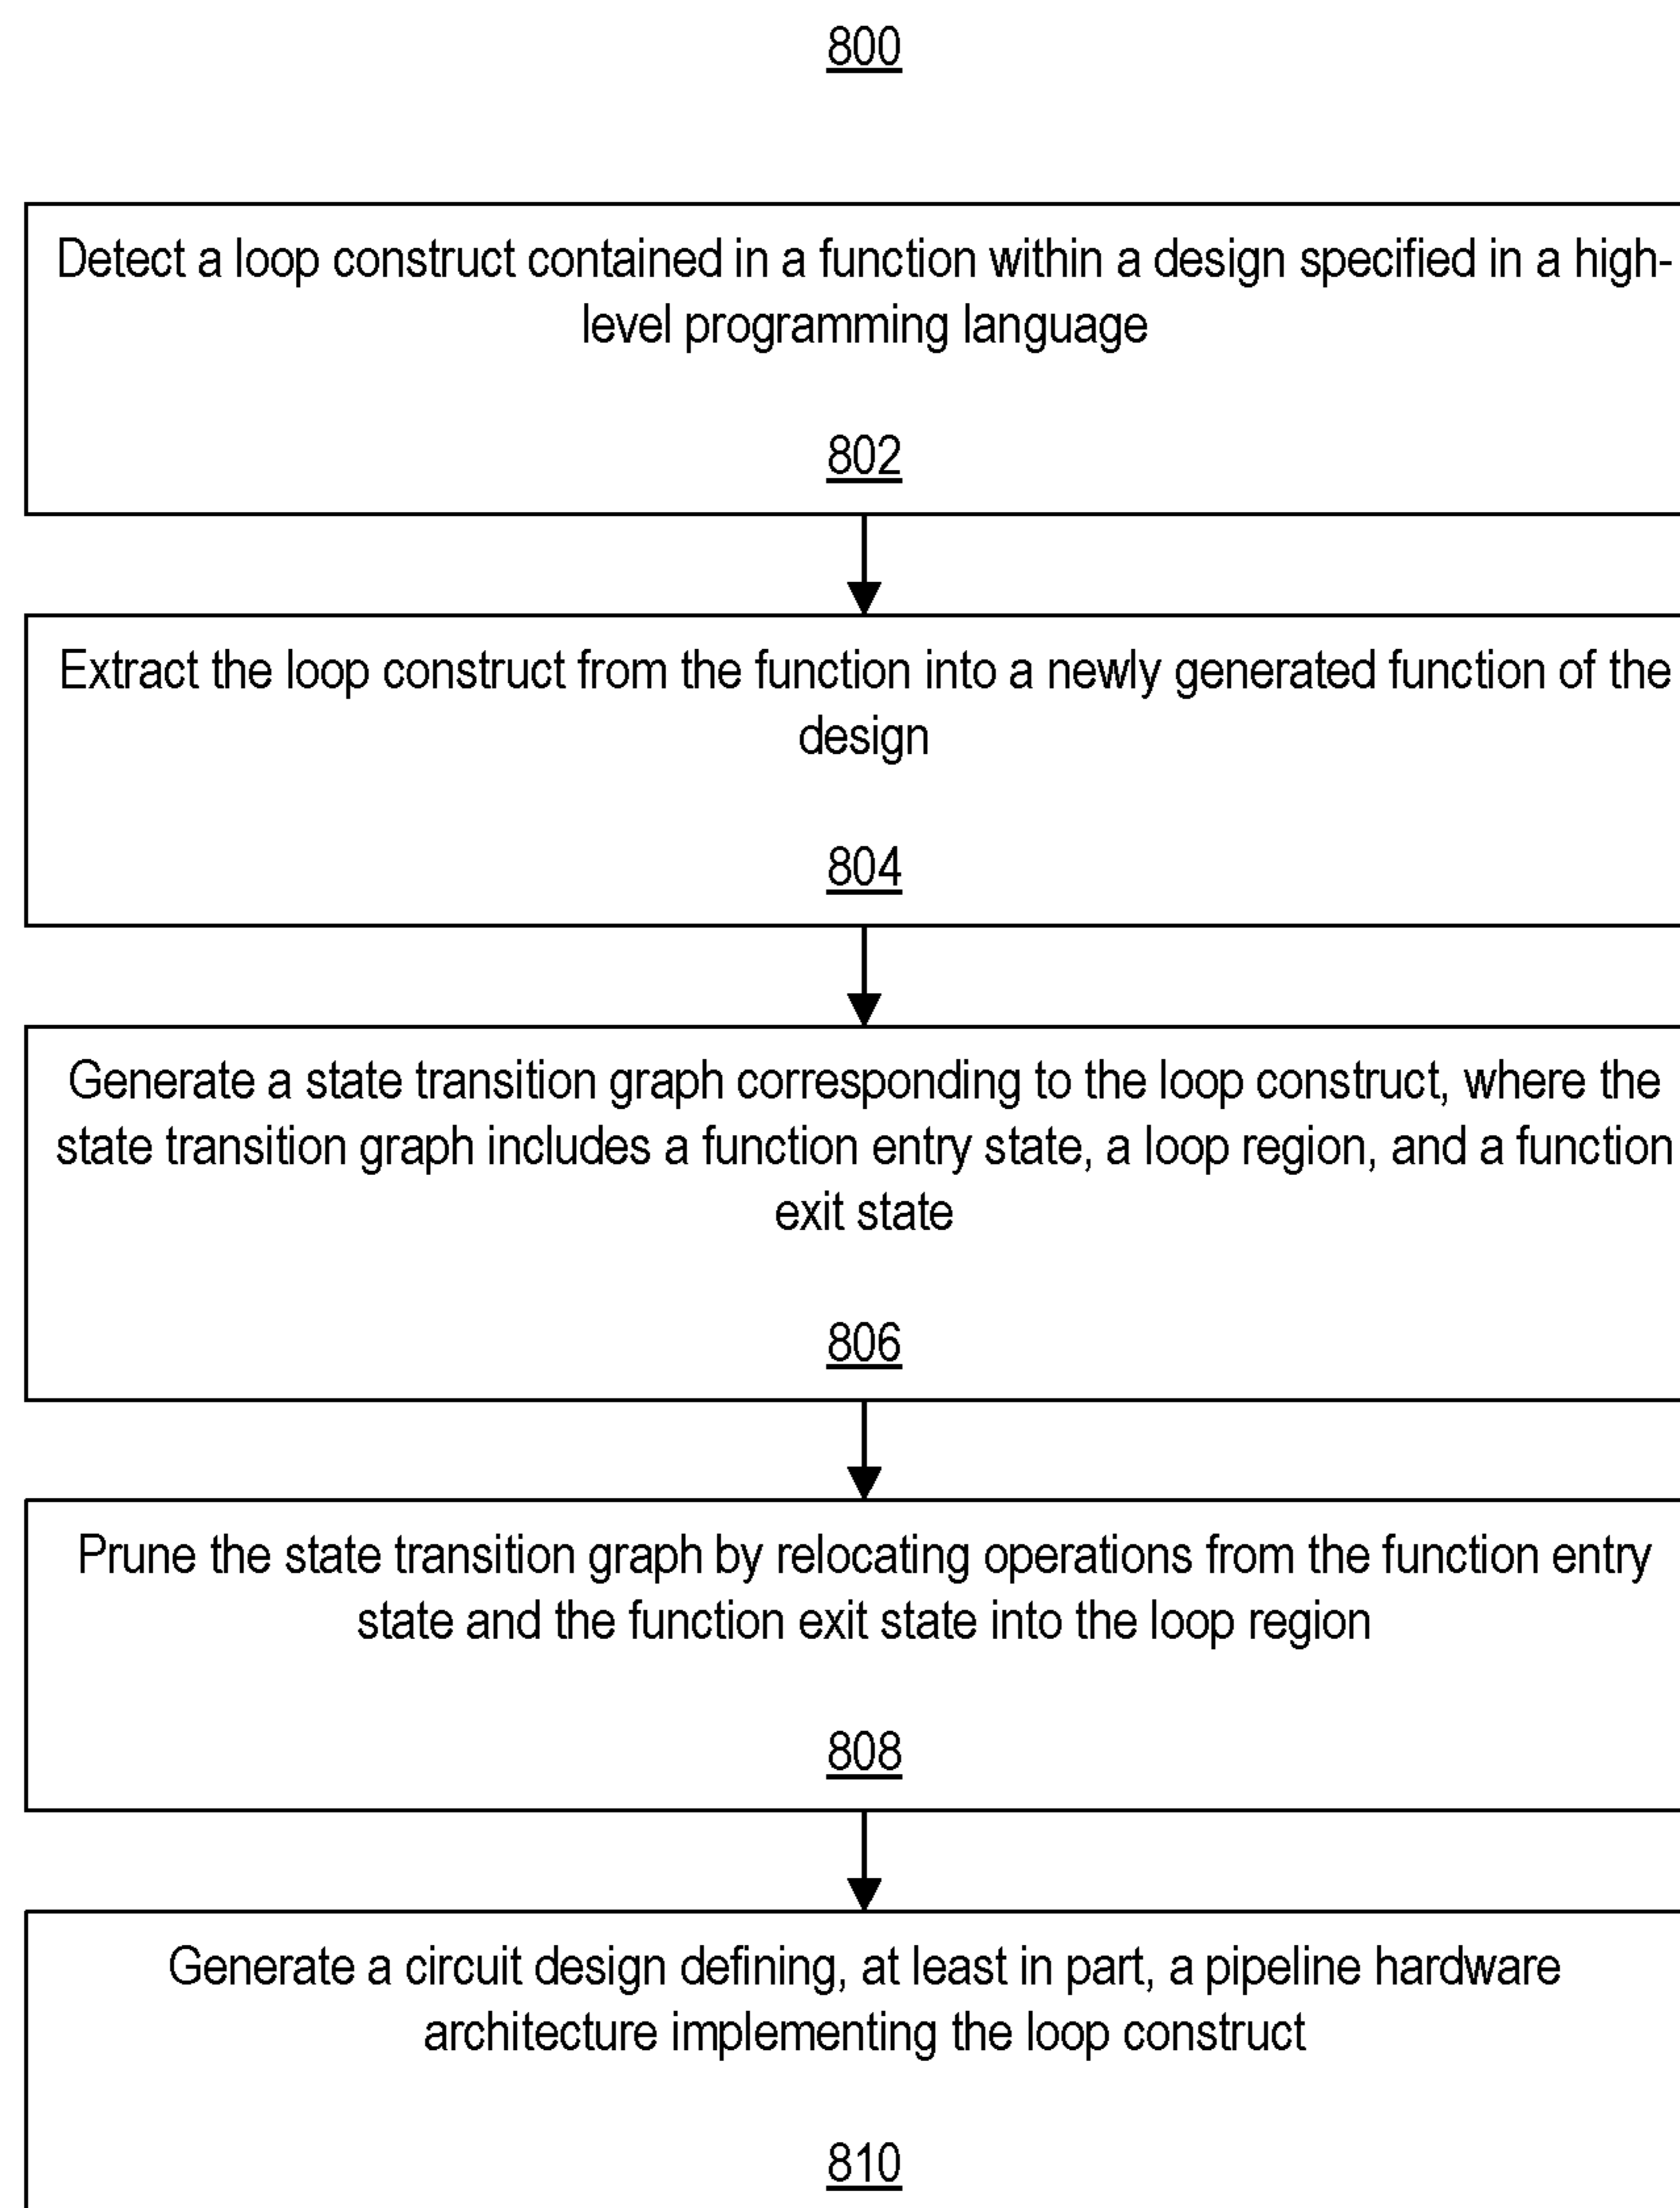 800
Detect a loop construct contained in a function within a design specified in a high-
level programming language
802
Extract the loop construct from the function into a newly generated function of the
design
804
Generate a state transition graph corresponding to the loop construct, where the
state transition graph includes a function entry state, a loop region, and a function
exit state
806
Prune the state transition graph by relocating operations from the function entry
state and the function exit state into the loop region
808
Generate a circuit design defining, at least in part, a pipeline hardware
architecture implementing the loop construct
810